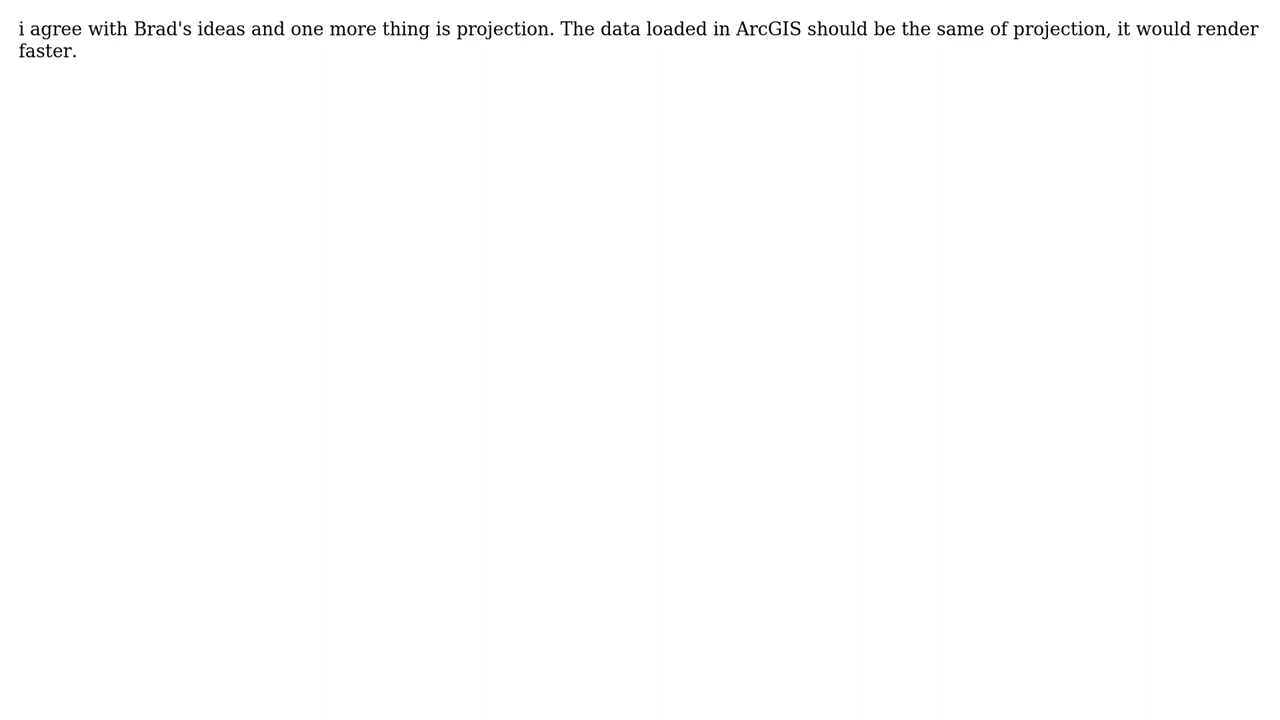 i agree with Brad's ideas and one more thing is projection. The data loaded in ArcGIS should be the same of projection, it would render
faster.